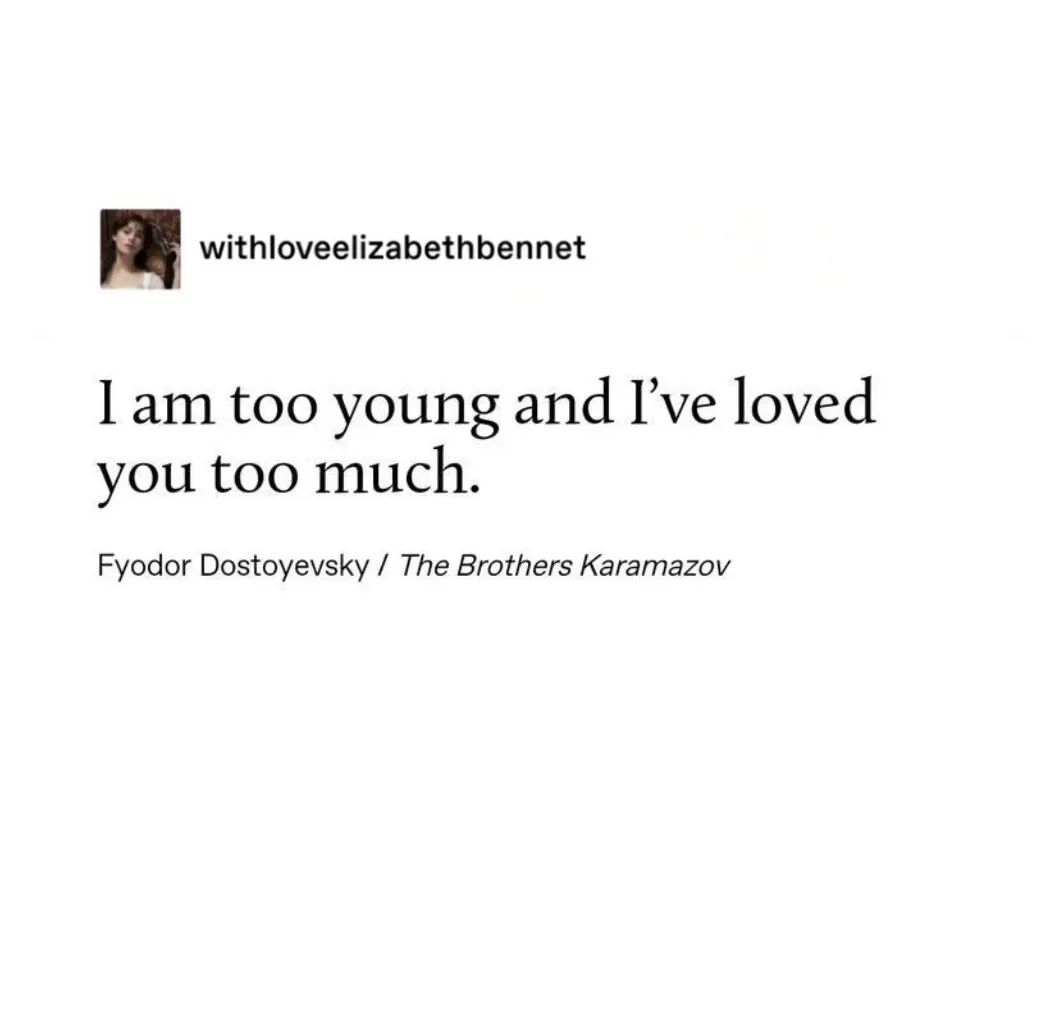 withloveelizabethbennet
I am too young and I’ve loved
you too much.
Fyodor Dostoyevsky / The Brothers Karamazov